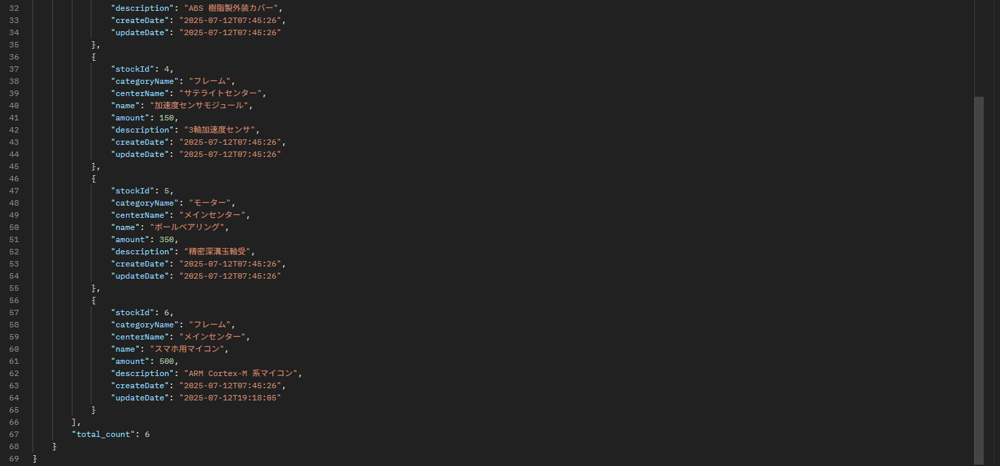 32 "description": "ABS 樹脂製外装カバー",
33 "createDate": "2025-07-12T07:45:26",
34 "updateDate": "2025-07-12T07:45:26"
35 },
36 {
37 "stockId": 4,
38 "categoryName": "フレーム",
39 "centerName": "サテライトセンター",
40 "name": "加速度センサモジュール",
41 "amount": 150,
42 "description": "3軸加速度センサ",
43 "createDate": "2025-07-12T07:45:26",
44 "updateDate": "2025-07-12T07:45:26"
45 },
46 {
47 "stockId": 5,
48 "categoryName": "モーター",
49 "centerName": "メインセンター",
50 "name": "ボールベアリング",
51 "amount": 350,
52 "description": "精密深溝玉軸受",
53 "createDate": "2025-07-12T07:45:26",
54 "updateDate": "2025-07-12T07:45:26"
55 },
56 {
57 "stockId": 6,
58 "categoryName": "フレーム",
59 "centerName": "メインセンター",
60 "name": "スマホ用マイコン",
61 "amount": 500,
62 "description": "ARM Cortex-M 系マイコン",
63 "createDate": "2025-07-12T07:45:26",
64 "updateDate": "2025-07-12T19:18:05"
65 }
66 ],
67 "total_count": 6
68 }
69 }